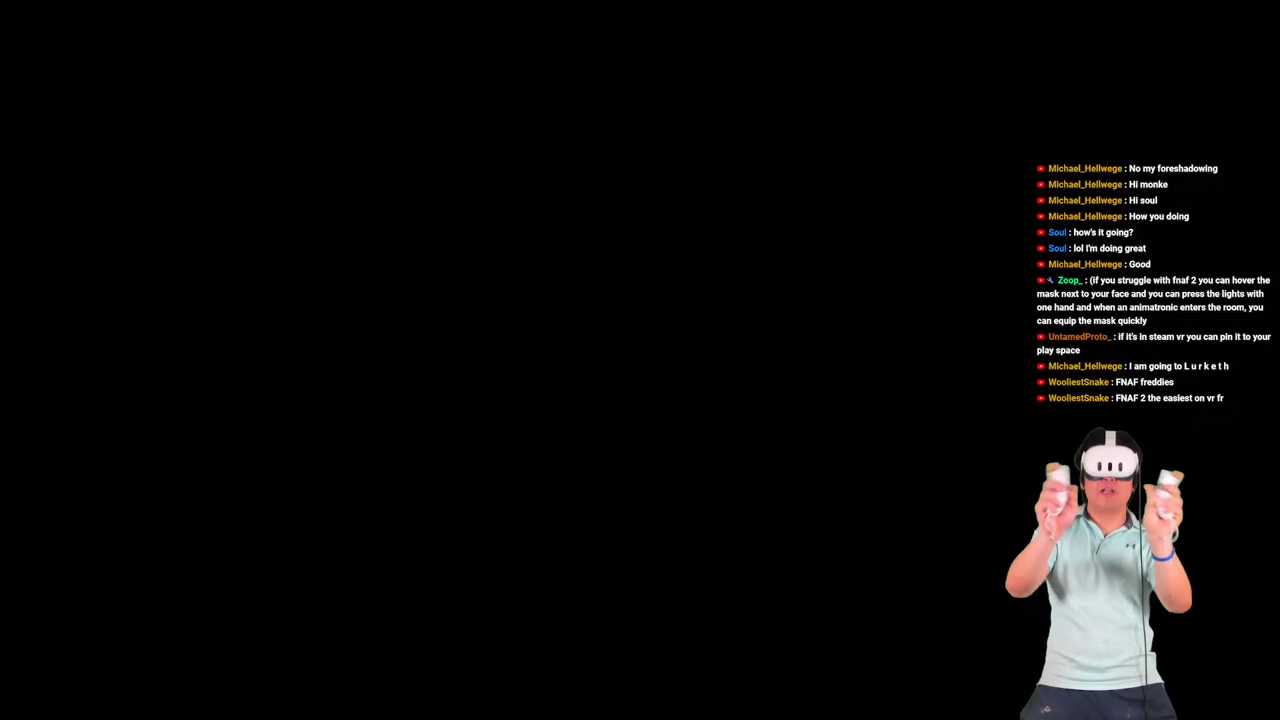 Michael_Hellwege : No my foreshadowing
Michael_Hellwege : Hi monke
Michael_Hellwege : Hi soul
Michael_Hellwege : How you doing
Soul : how's it going?
Soul : lol I'm doing great
Michael_Hellwege : Good
Zoop_ : (if you struggle with fnaf 2 you can hover the
mask next to your face and you can press the lights with
one hand and when an animatronic enters the room, you
can equip the mask quickly
UntamedProto_ : if it's in steam vr you can pin it to your
play space
Michael_Hellwege : I am going to L u r k e t h
WooliestSnake : FNAF freddies
WooliestSnake : FNAF 2 the easiest on vr fr